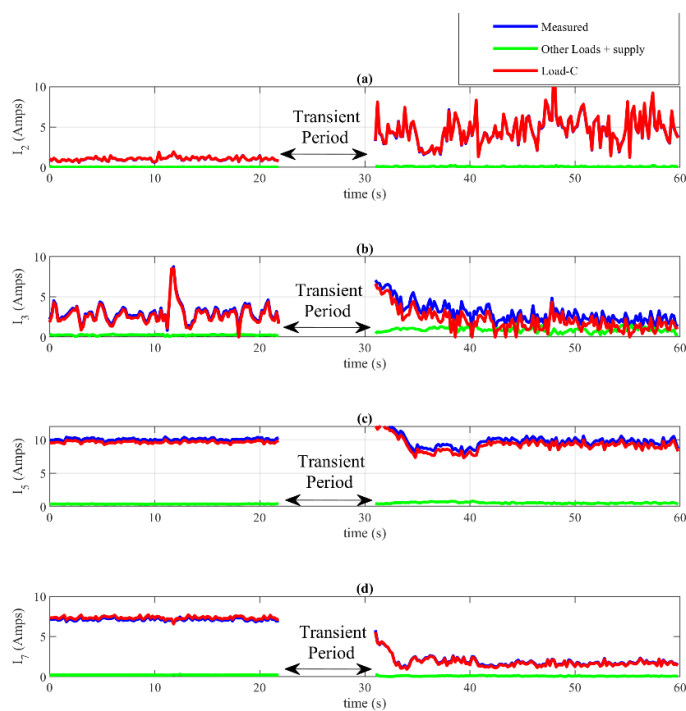 Measured
Other Loads + supply
Load-C
(a)
10
5
0
I2 (Amps)
Transient
Period
0 10 20 30 40 50 60
time (s)
(b)
10
5
0
I3 (Amps)
Transient
Period
0 10 20 30 40 50 60
time (s)
(c)
10
5
0
I5 (Amps)
Transient
Period
0 10 20 30 40 50 60
time (s)
(d)
10
5
0
I7 (Amps)
Transient
Period
0 10 20 30 40 50 60
time (s)